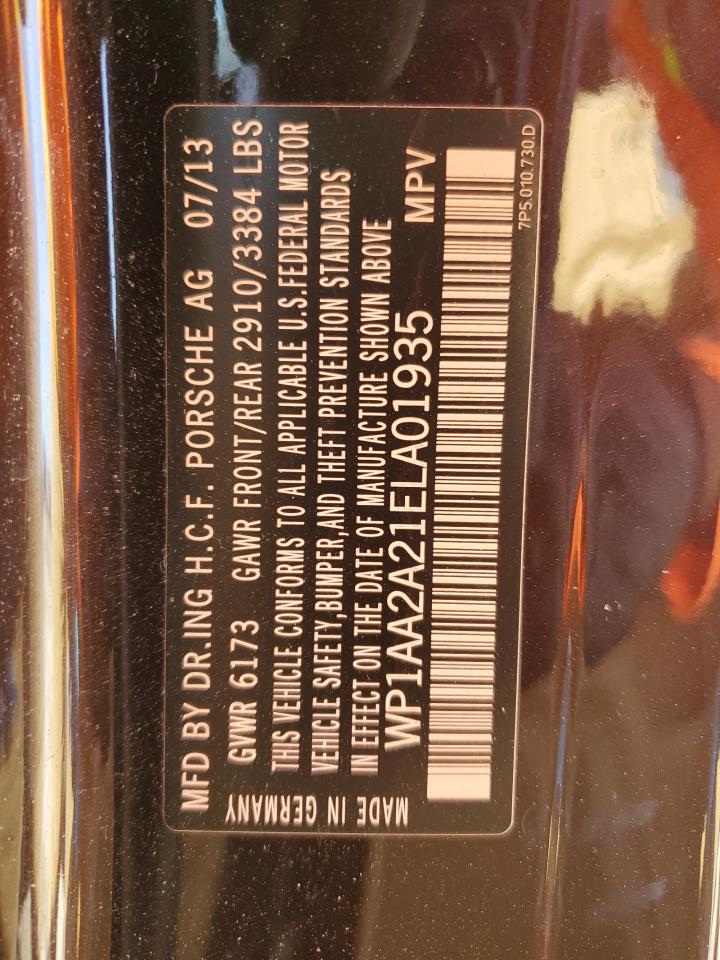 MFD BY DR.ING H.C.F. PORSCHE AG 07/13
GVWR 6173 GAWR FRONT/REAR 2910/3384 LBS
THIS VEHICLE CONFORMS TO ALL APPLICABLE U.S.FEDERAL MOTOR
VEHICLE SAFETY,BUMPER,AND THEFT PREVENTION STANDARDS
IN EFFECT ON THE DATE OF MANUFACTURE SHOWN ABOVE
WP1AA2A21ELA01935 MPV
MADE IN GERMANY
7P5.010.730.D